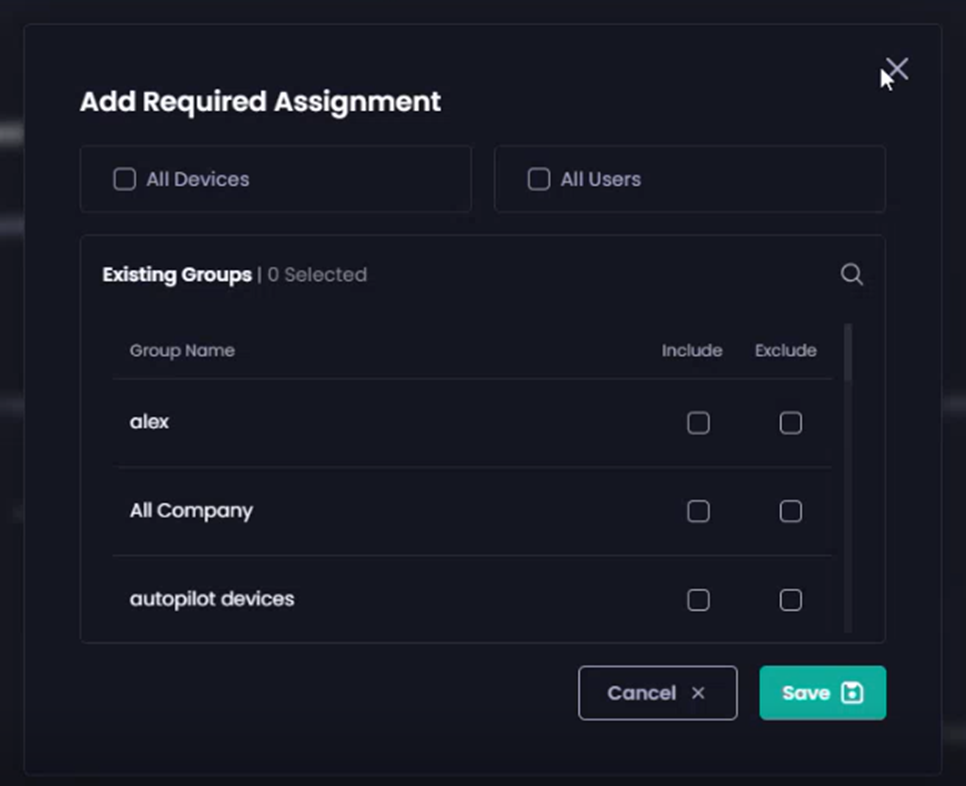 Add Required Assignment
All Devices All Users
Existing Groups | 0 Selected
Group Name Include Exclude
alex
All Company
autopilot devices
Cancel Save